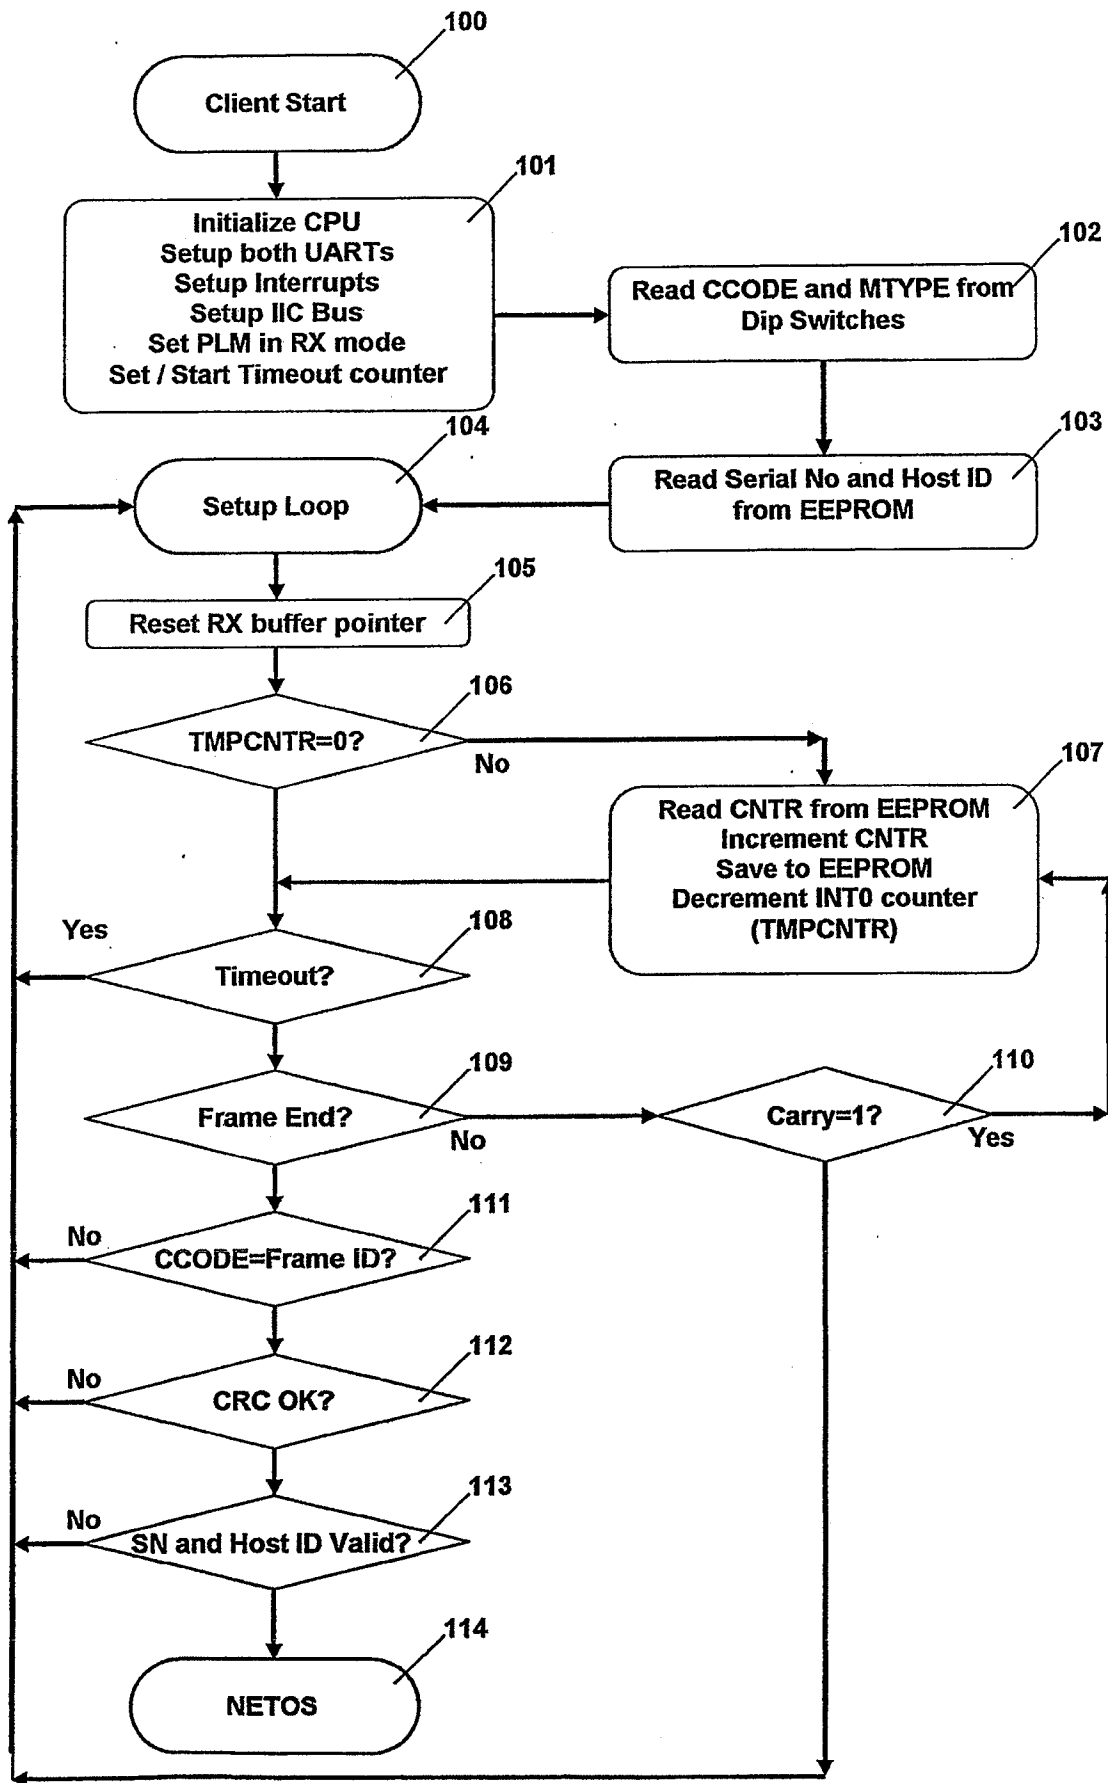 100
Client Start
101
Initialize CPU
Setup both UARTs
Setup Interrupts
Setup IIC Bus
Set PLM in RX mode
Set / Start Timeout counter
102
Read CCODE and MTYPE from
Dip Switches
103
Read Serial No and Host ID
from EEPROM
104
Setup Loop
105
Reset RX buffer pointer
106
TMPCNTR=0?
No
107
Read CNTR from EEPROM
Increment CNTR
Save to EEPROM
Decrement INT0 counter
(TMPCNTR)
Yes
108
Timeout?
109
Frame End?
No
110
Carry=1?
Yes
111
No
CCODE=Frame ID?
112
No
CRC OK?
113
No
SN and Host ID Valid?
114
NETOS